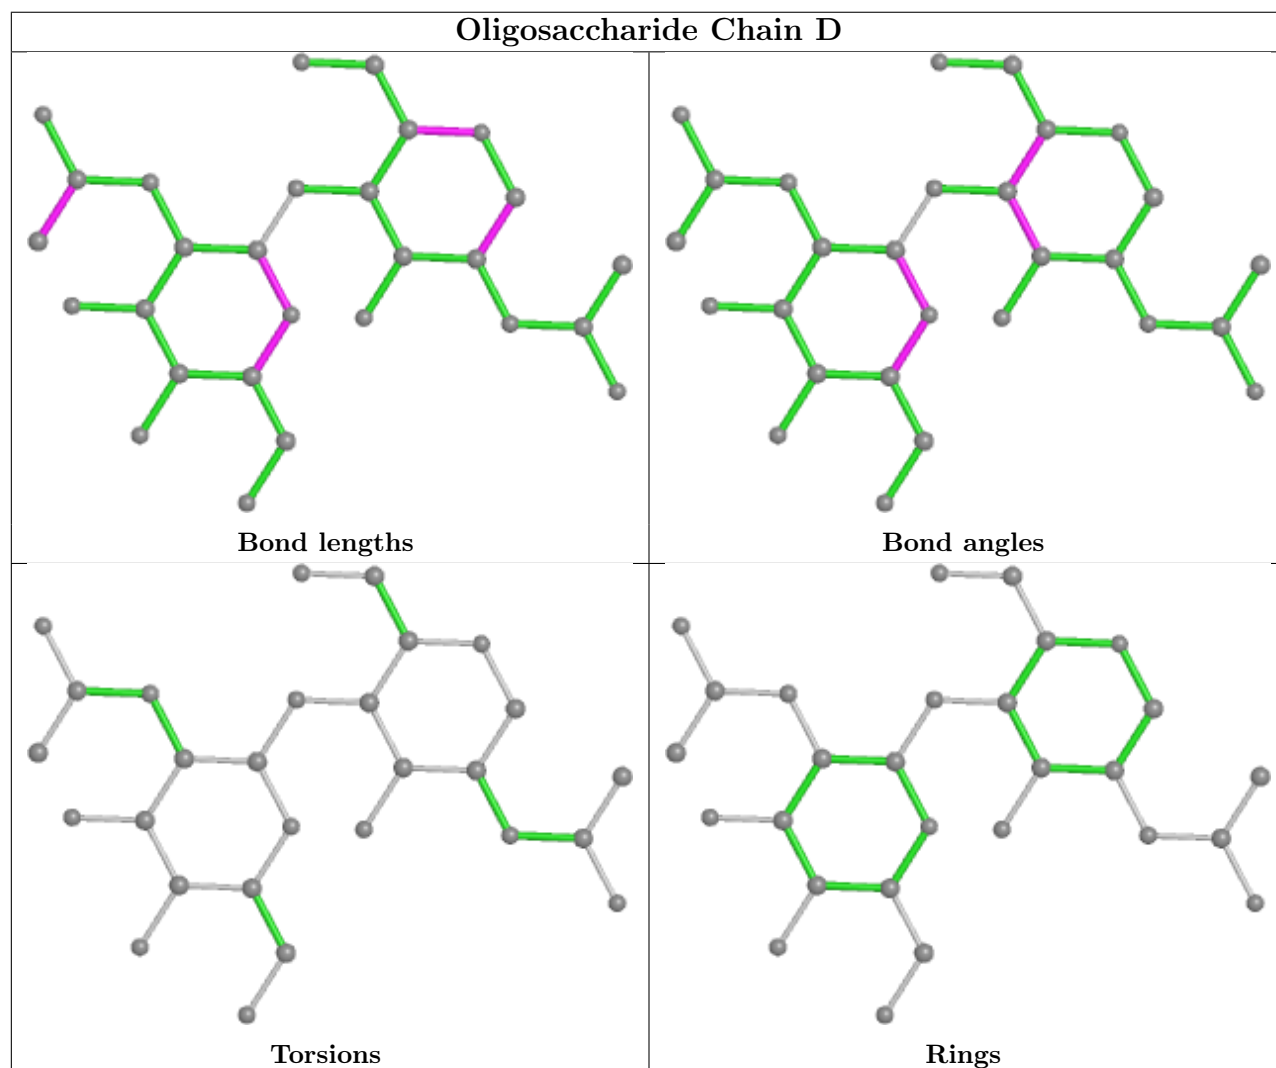 Oligosaccharide Chain D
Bond lengths
Bond angles
Torsions
Rings